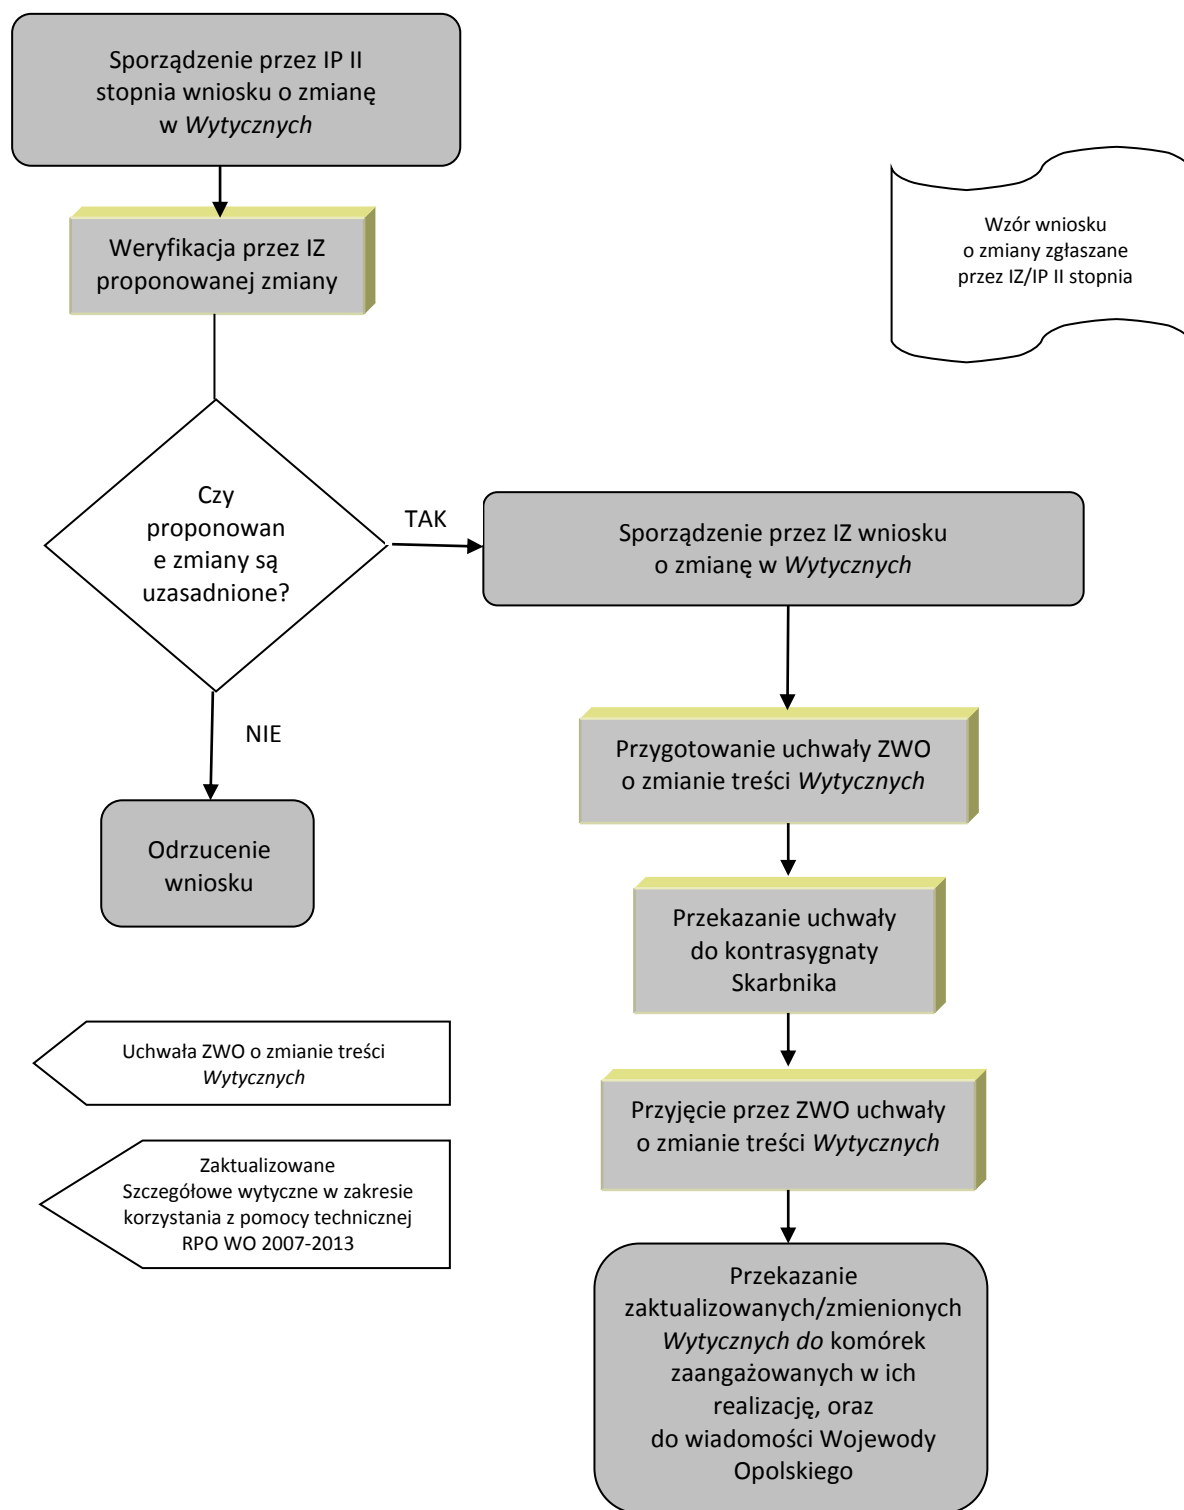 Sporządzenie przez IP II
stopnia wniosku o zmianę
w Wytycznych
Wzór wniosku
o zmiany zgłaszane
przez IZ/IP II stopnia
Weryfikacja przez IZ
proponowanej zmiany
Czy
proponowan
e zmiany są
uzasadnione?
TAK
Sporządzenie przez IZ wniosku
o zmianę w Wytycznych
NIE
Odrzucenie
wniosku
Przygotowanie uchwały ZWO
o zmianie treści Wytycznych
Przekazanie uchwały
do kontrasygnaty
Skarbnika
Uchwała ZWO o zmianie treści
Wytycznych
Przyjęcie przez ZWO uchwały
o zmianie treści Wytycznych
Zaktualizowane
Szczegółowe wytyczne w zakresie
korzystania z pomocy technicznej
RPO WO 2007-2013
Przekazanie
zaktualizowanych/zmienionych
Wytycznych do komórek
zaangażowanych w ich
realizację, oraz
do wiadomości Wojewody
Opolskiego